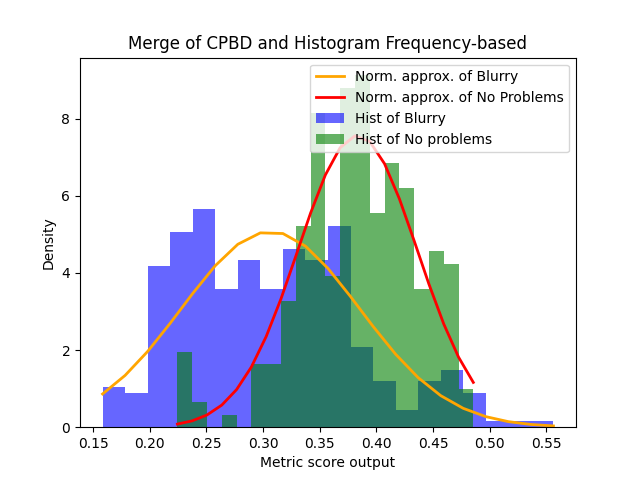 Merge of CPBD and Histogram Frequency-based
Norm. approx. of Blurry
Norm. approx. of No Problems
Hist of Blurry
Hist of No problems
Density
8
6
4
2
0
0.15 0.20 0.25 0.30 0.35 0.40 0.45 0.50 0.55
Metric score output